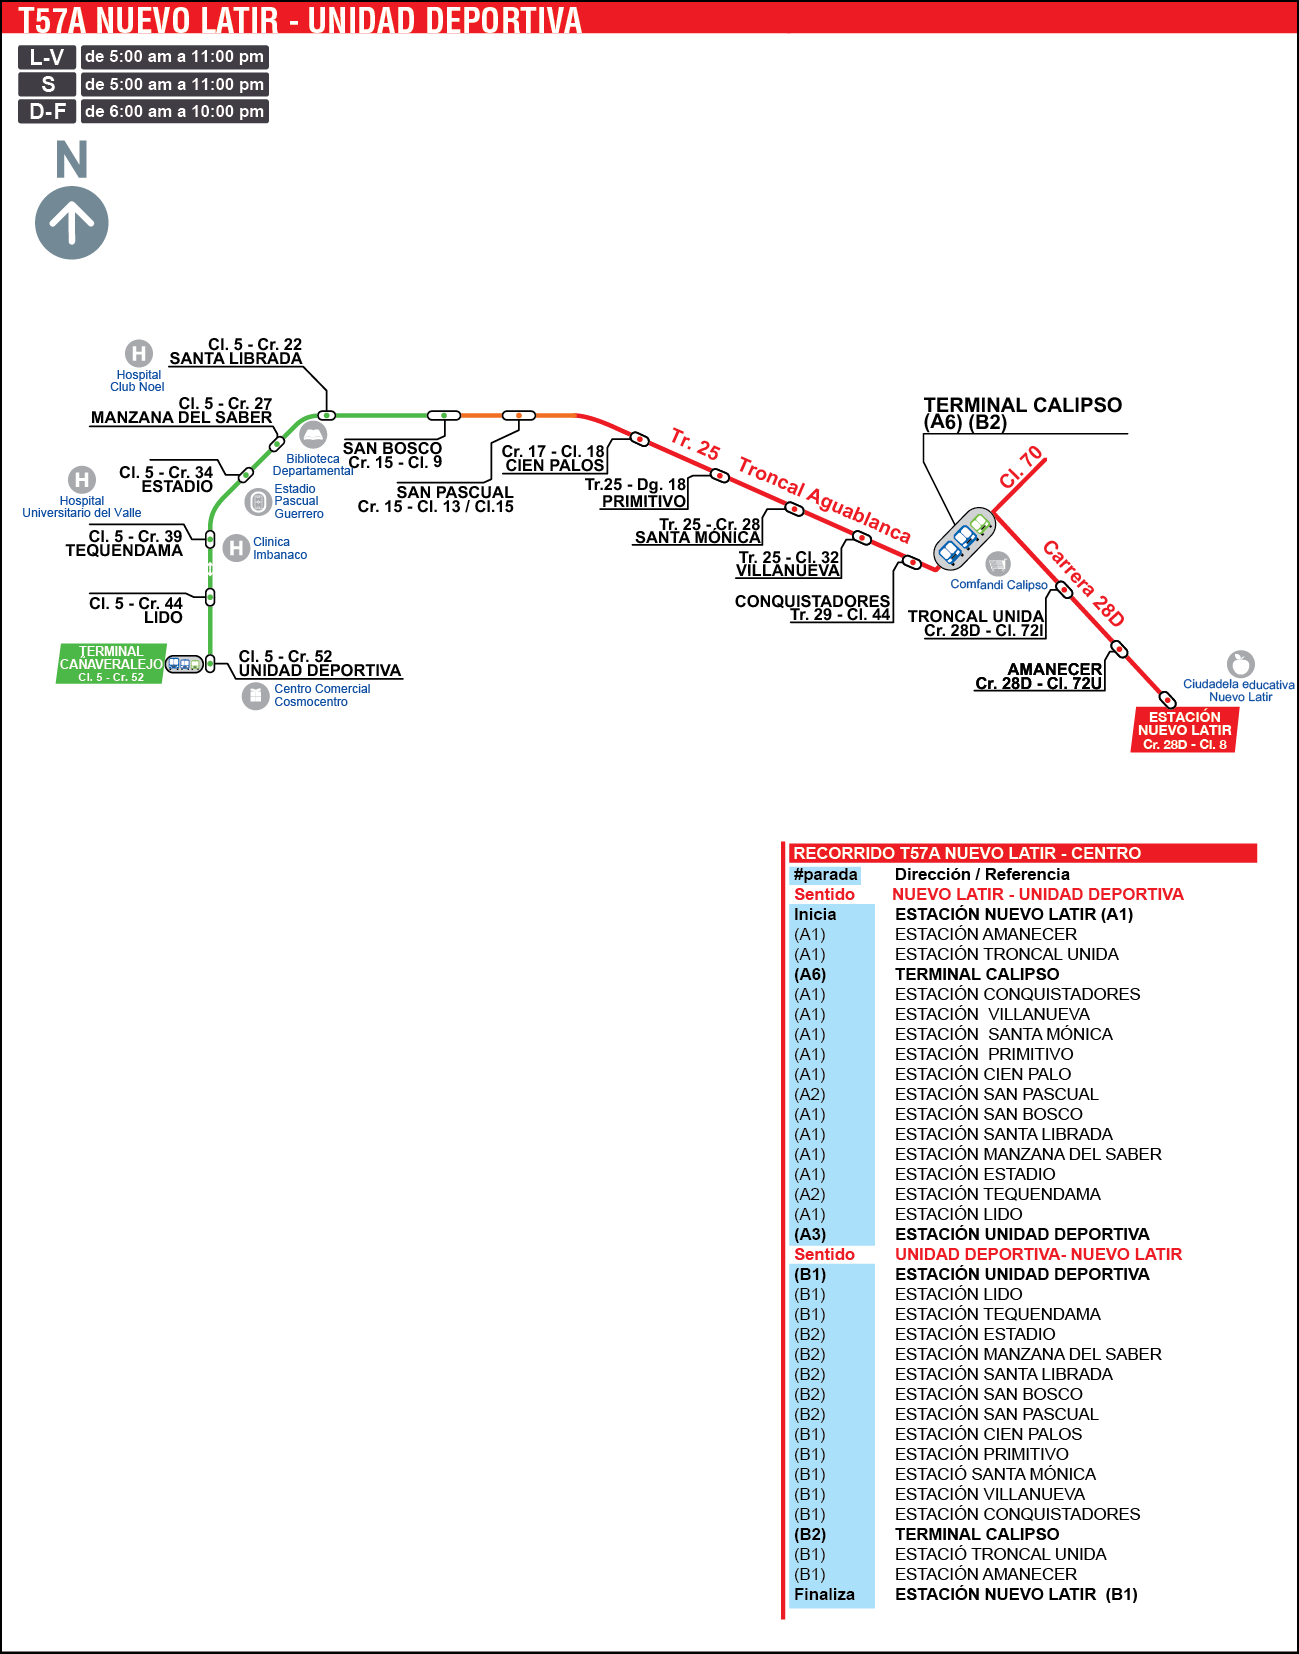 T57A NUEVO LATIR - UNIDAD DEPORTIVA
L-V de 5:00 am a 11:00 pm
S de 5:00 am a 11:00 pm
D-F de 6:00 am a 10:00 pm
N
Cl. 5 - Cr. 22
SANTA LIBRADA
H
Hospital
Club Noel
Cl. 5 - Cr. 27
MANZANA DEL SABER
Biblioteca
Departamental
Cl. 5 - Cr. 34
ESTADIO
H
Hospital
Universitario del Valle
Estadio
Pascual
Guerrero
Cl. 5 - Cr. 39
TEQUENDAMA
H
Clinica
Imbanaco
Cl. 5 - Cr. 44
LIDO
TERMINAL
CAÑAVERALEJO
Cl. 5 - Cr. 52
Cl. 5 - Cr. 52
UNIDAD DEPORTIVA
Centro Comercial
Cosmocentro
SAN BOSCO
Cr. 15 - Cl. 9
SAN PASCUAL
Cr. 15 - Cl. 13 / Cl.15
Cr. 17 - Cl. 18
CIEN PALOS
Tr. 25 Troncal Aguablanca
Tr.25 - Dg. 18
PRIMITIVO
Tr. 25 - Cr. 28
SANTA MÓNICA
Tr. 25 - Cl. 32
VILLANUEVA
CONQUISTADORES
Tr. 29 - Cl. 44
TERMINAL CALIPSO
(A6) (B2)
Cl. 70
Comfandi Calipso
Carrera 28D
TRONCAL UNIDA
Cr. 28D - Cl. 72I
AMANECER
Cr. 28D - Cl. 72U
Ciudadela educativa
Nuevo Latir
ESTACIÓN
NUEVO LATIR
Cr. 28D - Cl. 8
RECORRIDO T57A NUEVO LATIR - CENTRO
#parada Dirección / Referencia
Sentido NUEVO LATIR - UNIDAD DEPORTIVA
Inicia ESTACIÓN NUEVO LATIR (A1)
(A1) ESTACIÓN AMANECER
(A1) ESTACIÓN TRONCAL UNIDA
(A6) TERMINAL CALIPSO
(A1) ESTACIÓN CONQUISTADORES
(A1) ESTACIÓN VILLANUEVA
(A1) ESTACIÓN SANTA MÓNICA
(A1) ESTACIÓN PRIMITIVO
(A1) ESTACIÓN CIEN PALO
(A2) ESTACIÓN SAN PASCUAL
(A1) ESTACIÓN SAN BOSCO
(A1) ESTACIÓN SANTA LIBRADA
(A1) ESTACIÓN MANZANA DEL SABER
(A1) ESTACIÓN ESTADIO
(A2) ESTACIÓN TEQUENDAMA
(A1) ESTACIÓN LIDO
(A3) ESTACIÓN UNIDAD DEPORTIVA
Sentido UNIDAD DEPORTIVA- NUEVO LATIR
(B1) ESTACIÓN UNIDAD DEPORTIVA
(B1) ESTACIÓN LIDO
(B1) ESTACIÓN TEQUENDAMA
(B2) ESTACIÓN ESTADIO
(B2) ESTACIÓN MANZANA DEL SABER
(B2) ESTACIÓN SANTA LIBRADA
(B2) ESTACIÓN SAN BOSCO
(B2) ESTACIÓN SAN PASCUAL
(B1) ESTACIÓN CIEN PALOS
(B1) ESTACIÓN PRIMITIVO
(B1) ESTACIÓ SANTA MÓNICA
(B1) ESTACIÓN VILLANUEVA
(B1) ESTACIÓN CONQUISTADORES
(B2) TERMINAL CALIPSO
(B1) ESTACIÓ TRONCAL UNIDA
(B1) ESTACIÓN AMANECER
Finaliza ESTACIÓN NUEVO LATIR (B1)